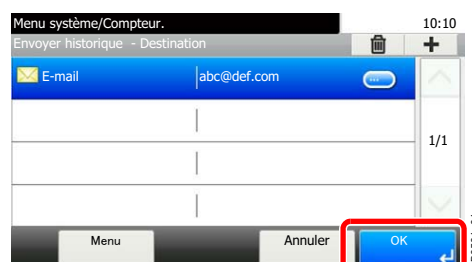 Menu système/Compteur. 10:10
Envoyer historique - Destination
E-mail abc@def.com
1/1
Menu Annuler OK